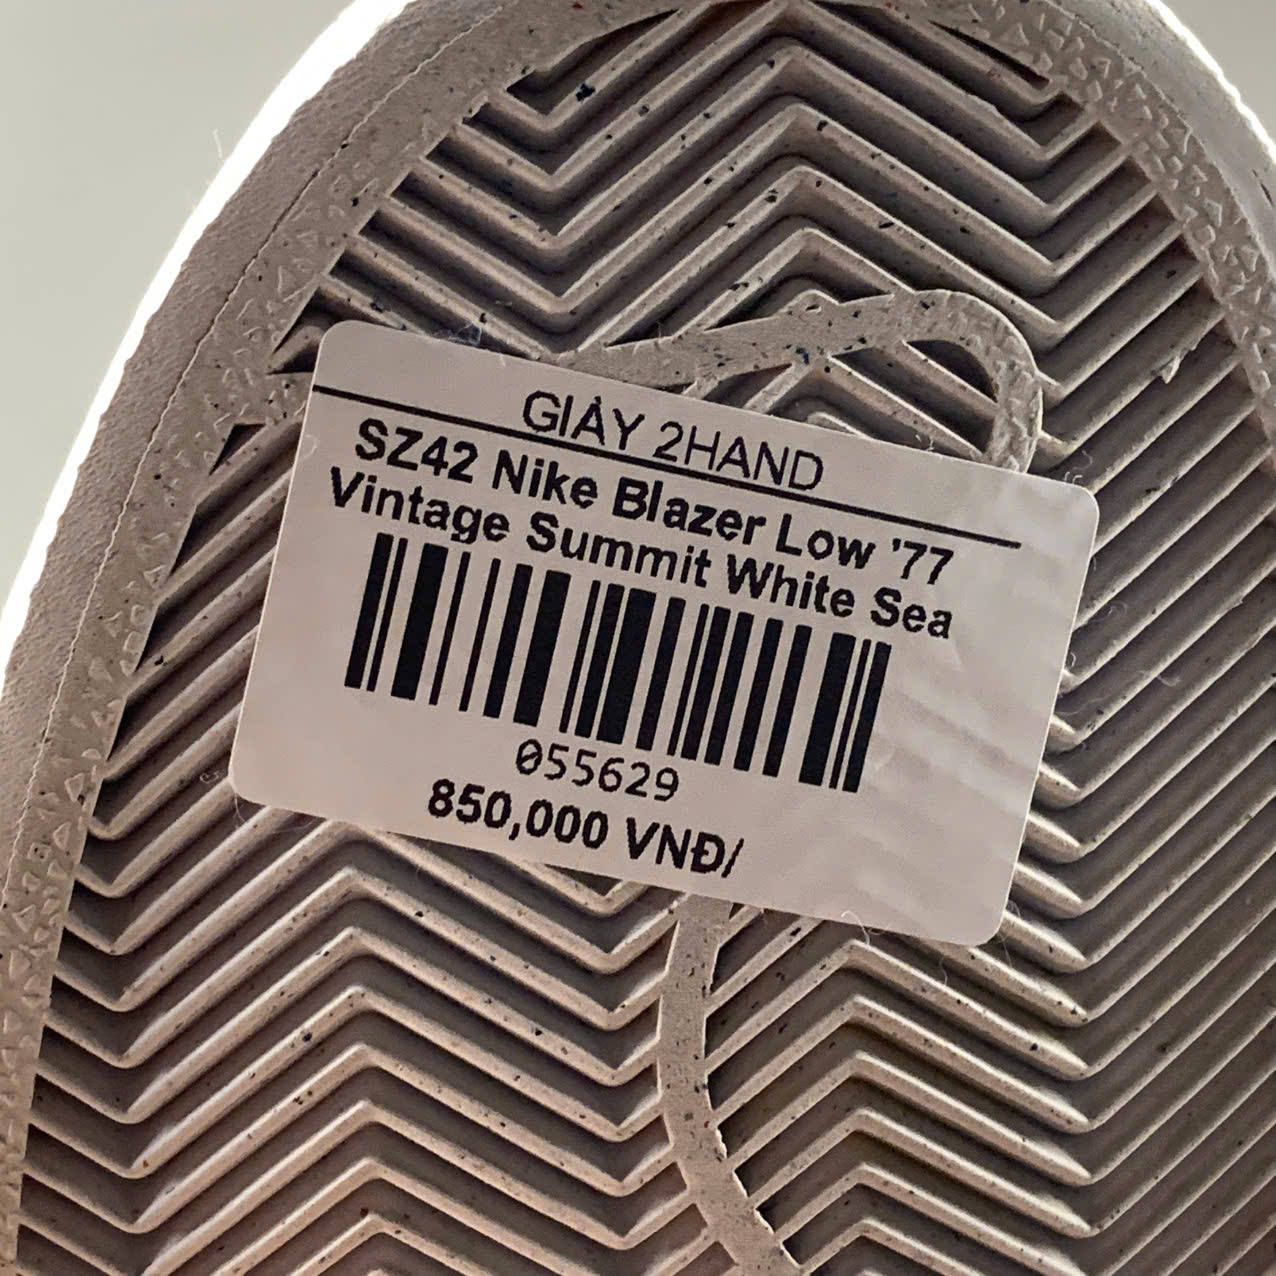 GIÀY 2HAND
SZ42 Nike Blazer Low '77
Vintage Summit White Sea
055629
850,000 VNĐ/